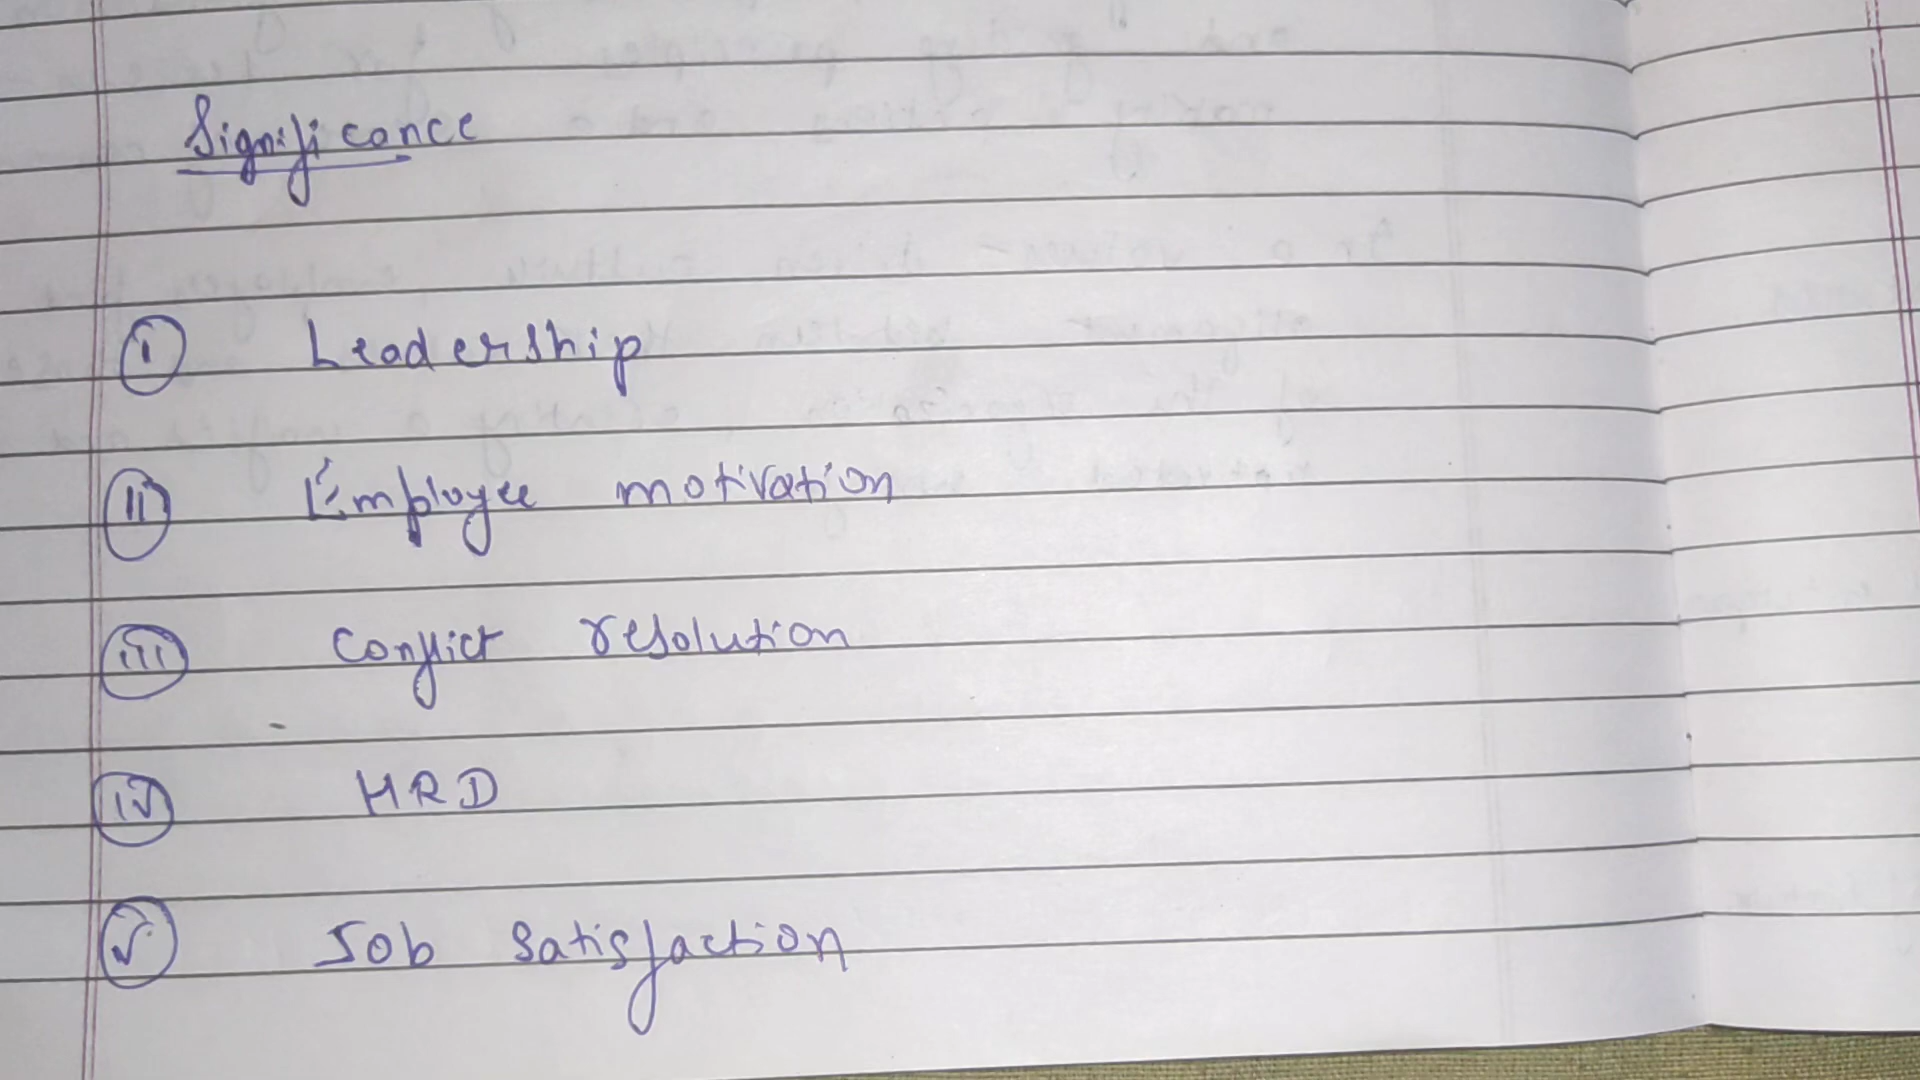 Significance
(i) Leadership
(ii) Employee motivation
(iii) Conflict resolution
(iv) HRD
(v) Job satisfaction